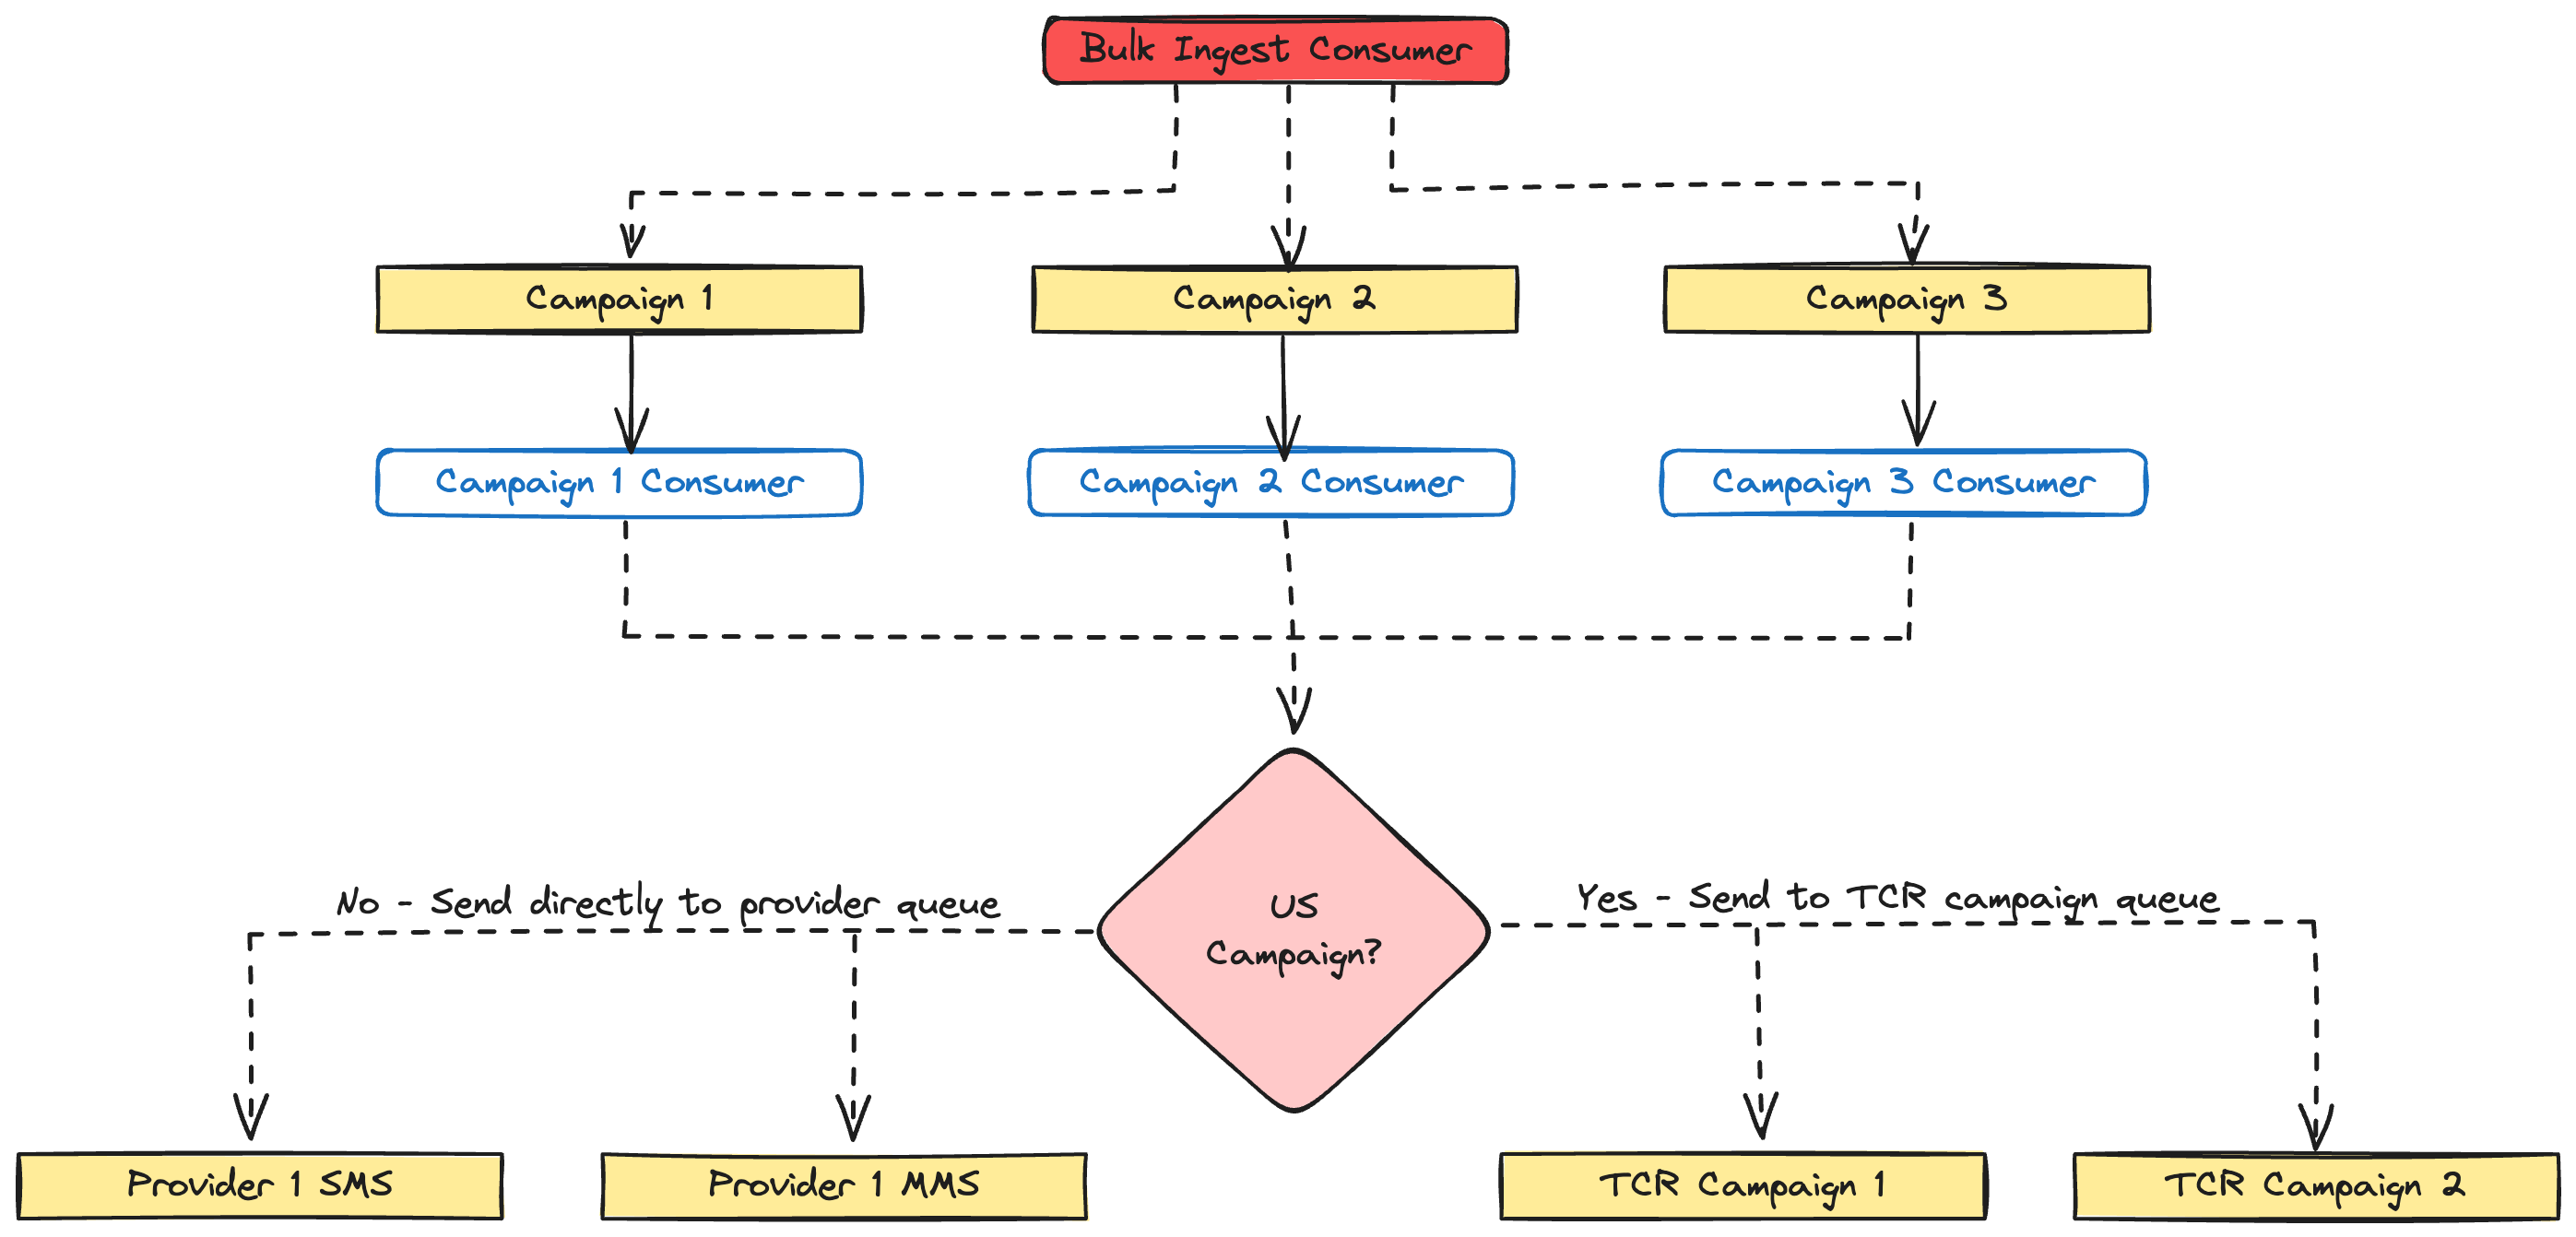 Bulk Ingest Consumer
Campaign 1
Campaign 2
Campaign 3
Campaign 1 Consumer
Campaign 2 Consumer
Campaign 3 Consumer
No - Send directly to provider queue
US
Campaign?
Yes - Send to TCR campaign queue
Provider 1 SMS
Provider 1 MMS
TCR Campaign 1
TCR Campaign 2